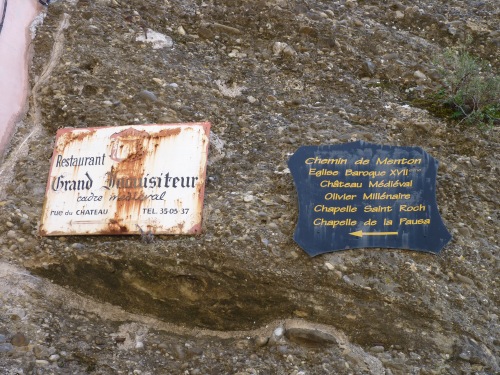 Restaurant
Grand Inquisiteur
cadre médiéval
RUE DU CHATEAU TEL. 35-05-37
Chemin de Menton
Eglise Baroque XVII
Château Médiéval
Olivier Millénaire
Chapelle Saint Roch
Chapelle de la Pausa